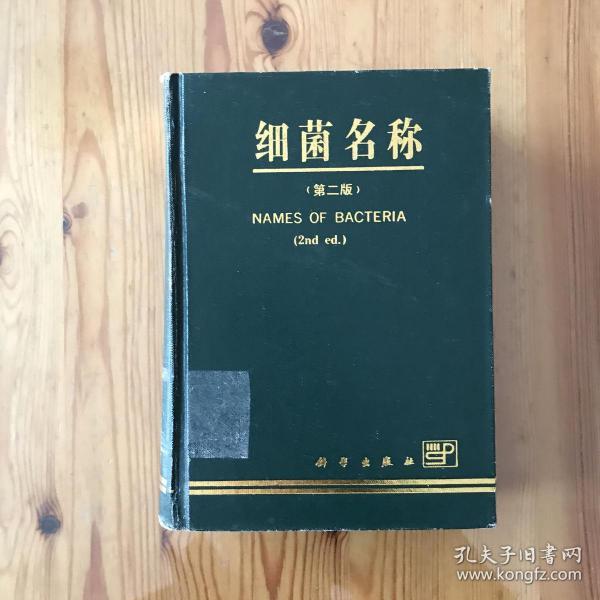 细菌名称
（第二版）
NAMES OF BACTERIA
(2nd ed.)
科学出版社
孔夫子旧书网
www.kongfz.com